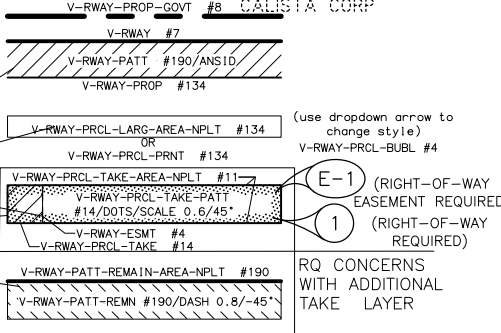 V-RWAY-PROP-GOVT #8 CALISTA CORP
V-RWAY #7
V-RWAY-PATT #190/ANSID
V-RWAY-PROP #134
(use dropdown arrow to
change style)
V-RWAY-PRCL-LARG-AREA-NPLT #134
OR
V-RWAY-PRCL-BUBL #4
V-RWAY-PRCL-PRNT #134
V-RWAY-PRCL-TAKE-AREA-NPLT #11
E-1 (RIGHT-OF-WAY
EASEMENT REQUIRED
V-RWAY-PRCL-TAKE-PATT
#14/DOTS/SCALE 0.6/45°
1 (RIGHT-OF-WAY
REQUIRED)
V-RWAY-ESMT #4
V-RWAY-PRCL-TAKE #14
V-RWAY-PATT-REMAIN-AREA-NPLT #190
RQ CONCERNS
WITH ADDITIONAL
TAKE LAYER
V-RWAY-PATT-REMN #190/DASH 0.8/-45°